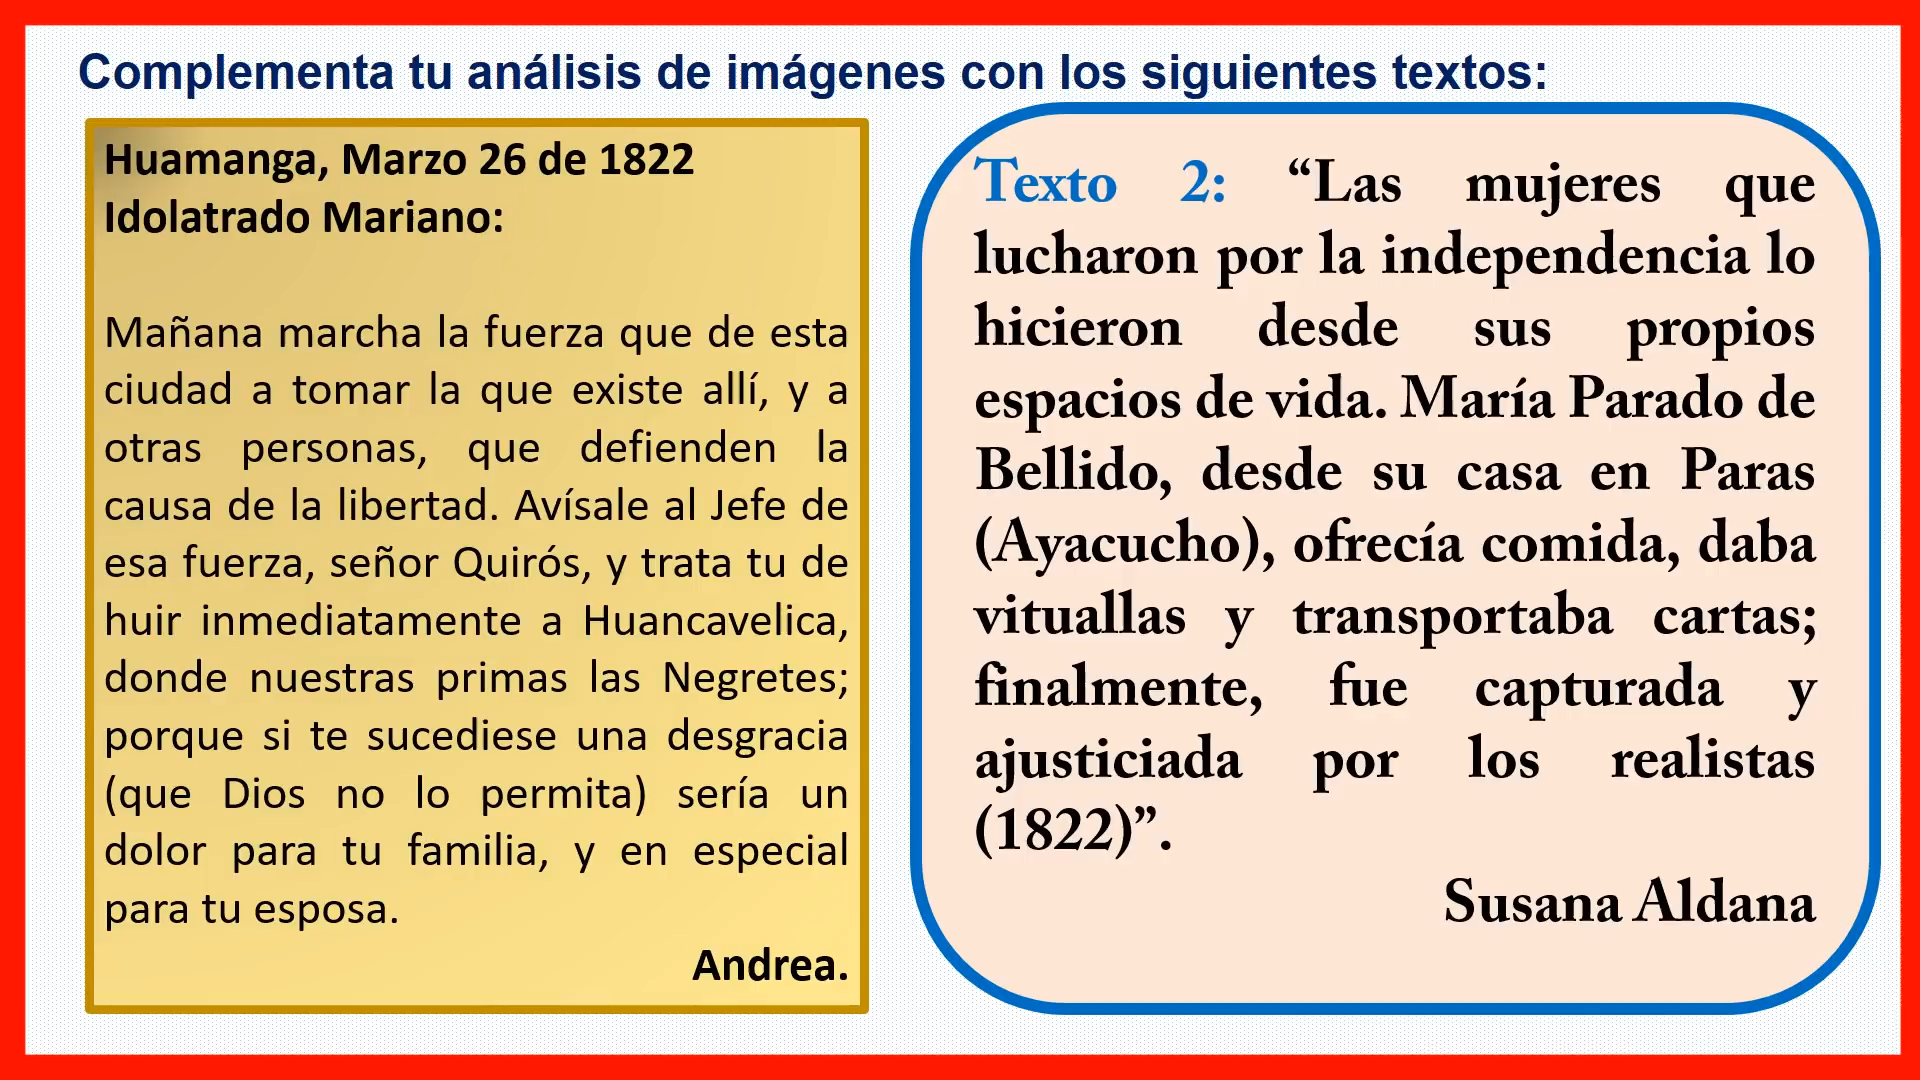 Complementa tu análisis de imágenes con los siguientes textos:
Huamanga, Marzo 26 de 1822
Idolatrado Mariano:
Mañana marcha la fuerza que de esta
ciudad a tomar la que existe allí, y a
otras personas, que defienden la
causa de la libertad. Avísale al Jefe de
esa fuerza, señor Quirós, y trata tu de
huir inmediatamente a Huancavelica,
donde nuestras primas las Negretes;
porque si te sucediese una desgracia
(que Dios no lo permita) sería un
dolor para tu familia, y en especial
para tu esposa.
Andrea.
Texto 2: “Las mujeres que
lucharon por la independencia lo
hicieron desde sus propios
espacios de vida. María Parado de
Bellido, desde su casa en Paras
(Ayacucho), ofrecía comida, daba
vituallas y transportaba cartas;
finalmente, fue capturada y
ajusticiada por los realistas
(1822)”.
Susana Aldana